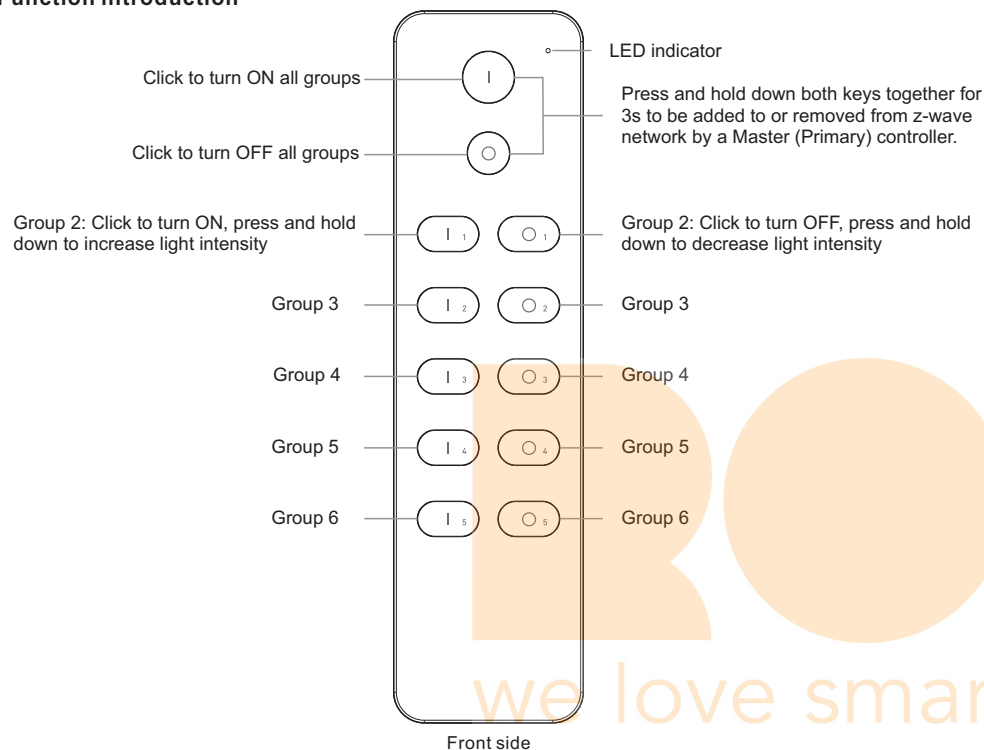 Function Introduction
LED indicator
Click to turn ON all groups
I
Press and hold down both keys together for
3s to be added to or removed from z-wave
network by a Master (Primary) controller.
Click to turn OFF all groups
O
Group 2: Click to turn ON, press and hold
down to increase light intensity
I 1
O 1
Group 2: Click to turn OFF, press and hold
down to decrease light intensity
Group 3
I 2
O 2
Group 3
Group 4
I 3
O 3
Group 4
Group 5
I 4
O 4
Group 5
Group 6
I 5
O 5
Group 6
RO
we love smar
Front side